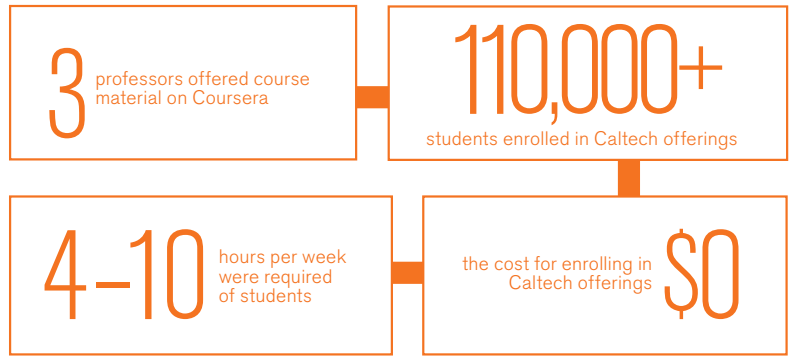 3
professors offered course
material on Coursera
110,000+
students enrolled in Caltech offerings
4–10
hours per week
were required
of students
the cost for enrolling in
Caltech offerings
$0